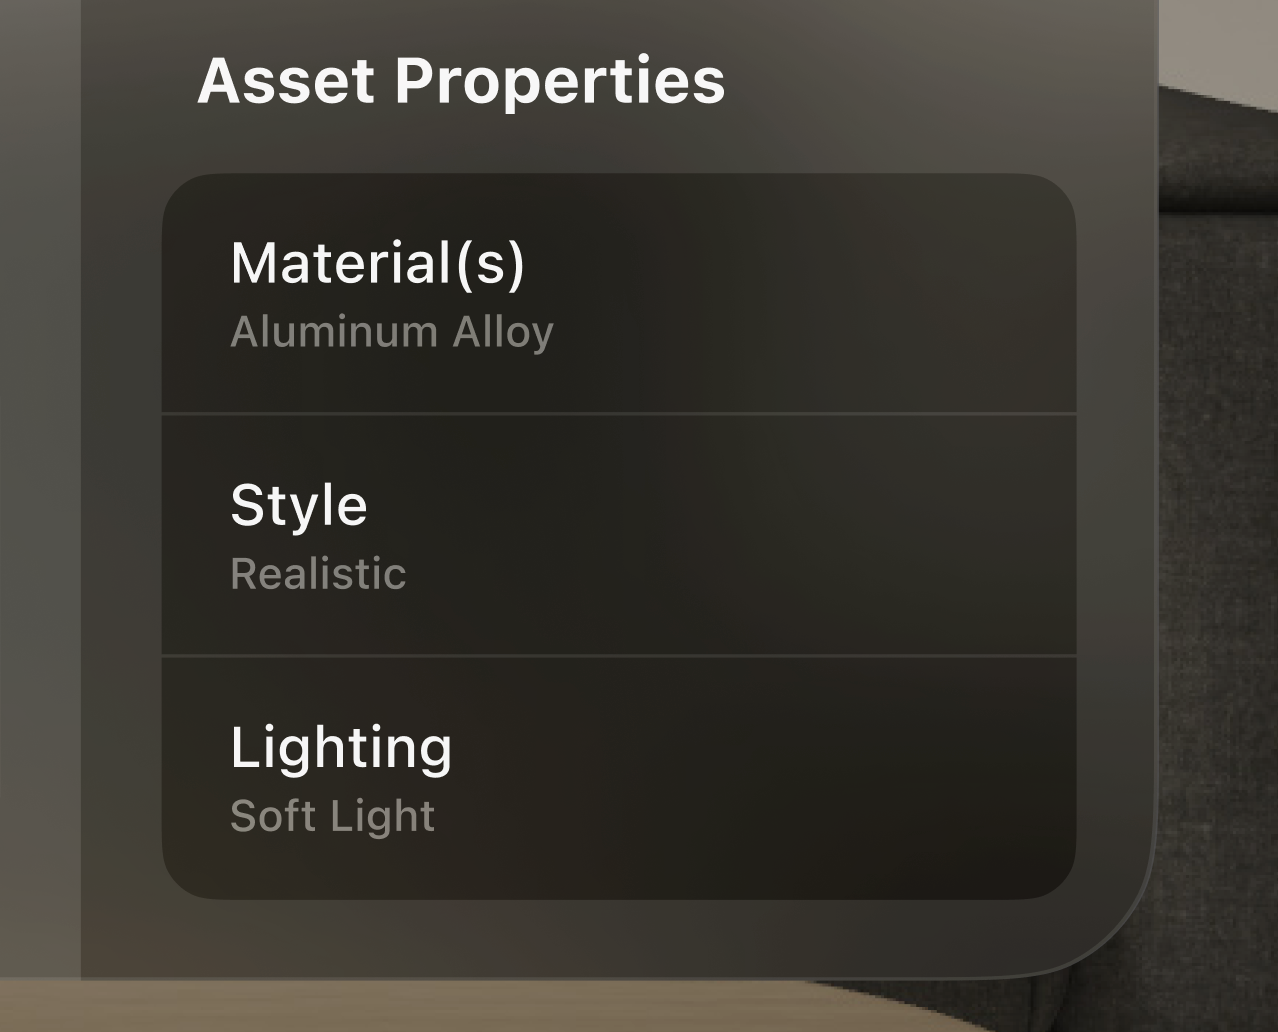 Asset Properties
Material(s)
Aluminum Alloy
Style
Realistic
Lighting
Soft Light